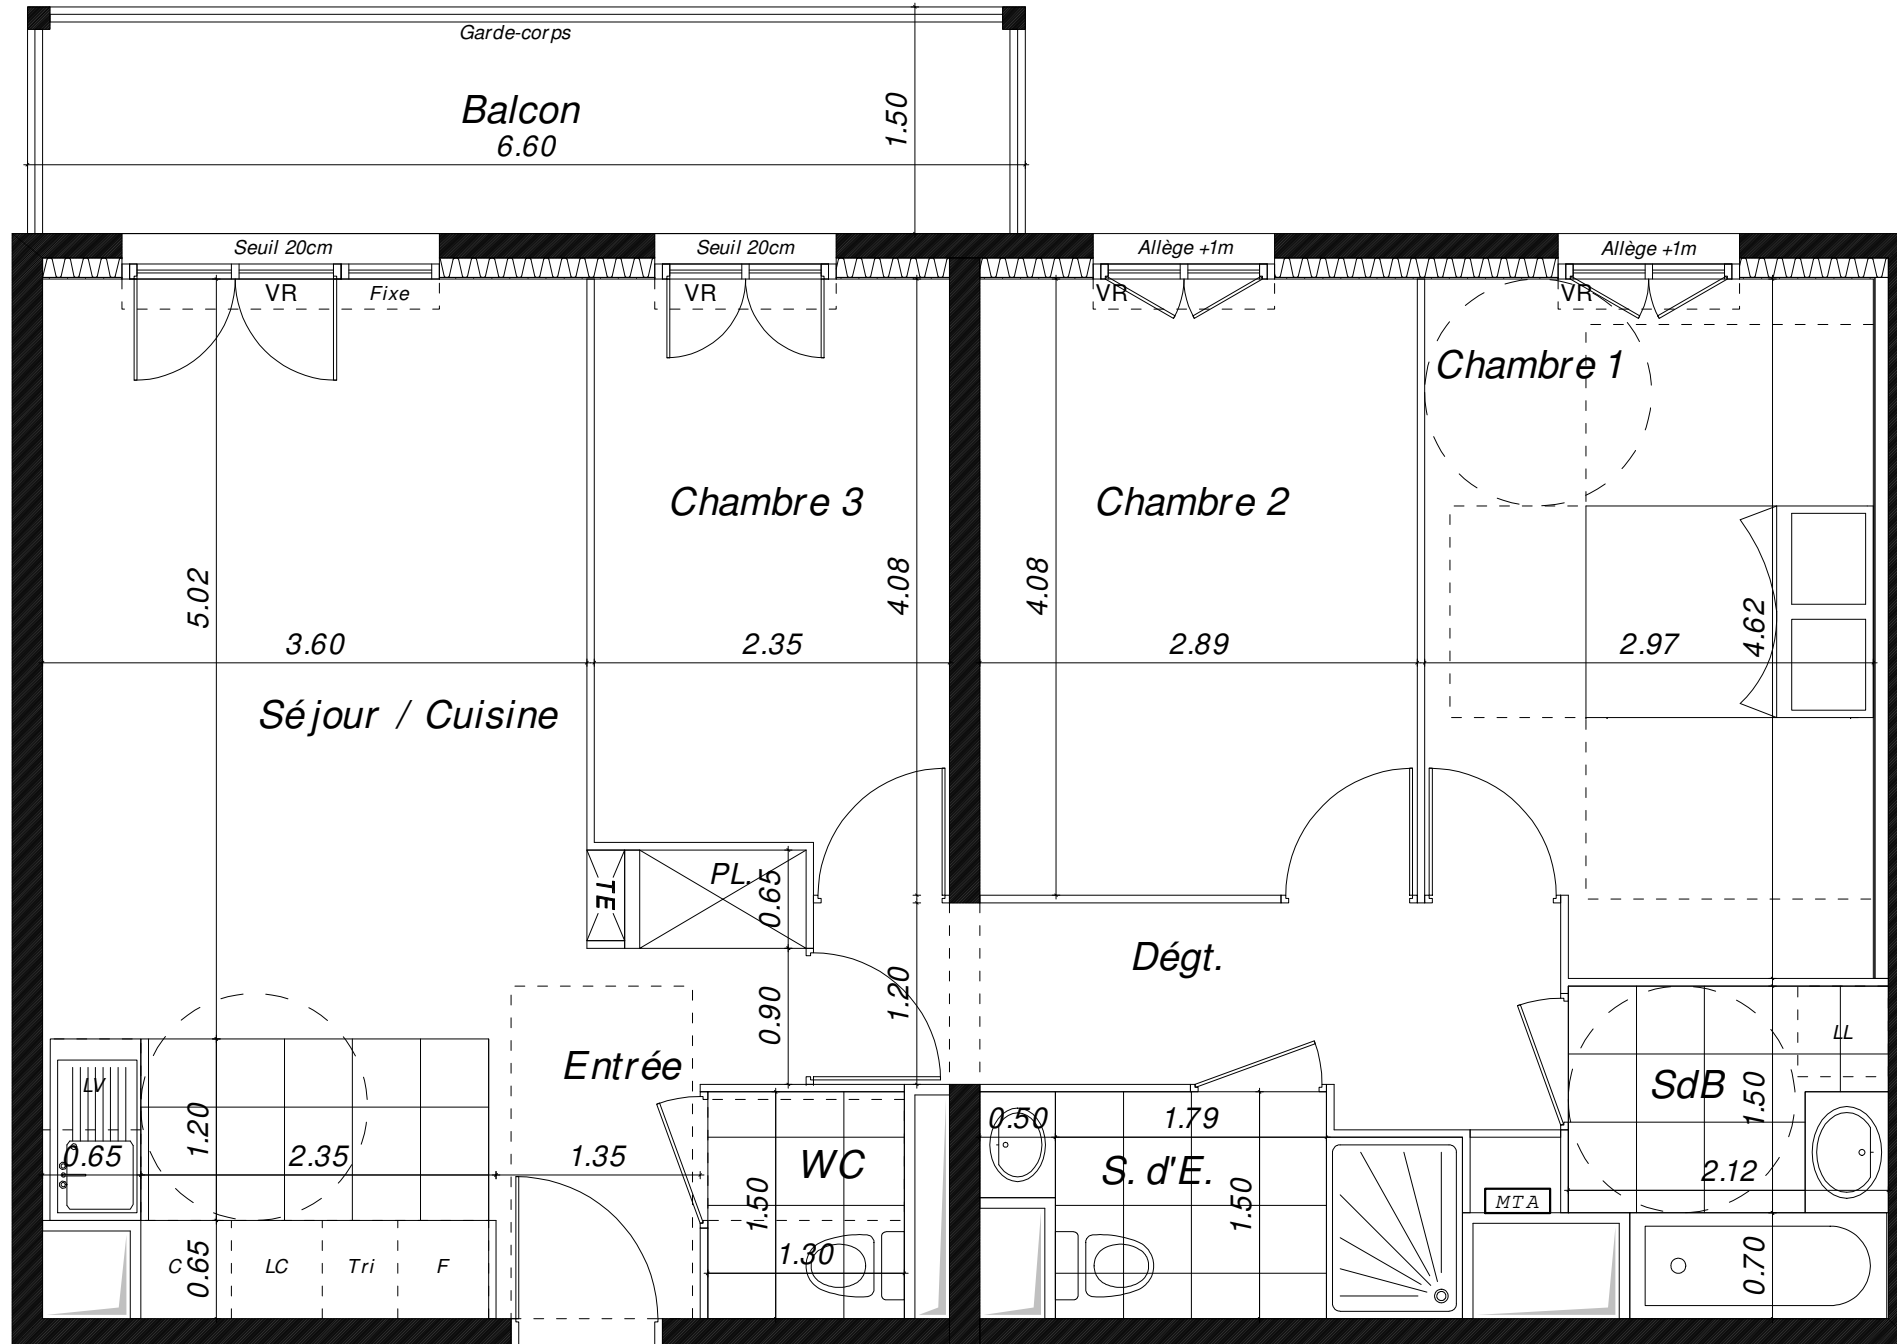 Garde-corps
Balcon
6.60
1.50
Seuil 20cm
Seuil 20cm
Allège +1m
Allège +1m
VR
Fixe
VR
VR
VR
Chambre 1
Chambre 3
Chambre 2
5.02
4.08
4.08
4.62
3.60
2.35
2.89
2.97
Séjour / Cuisine
PL.
TE
0.65
Dégt.
1.20
0.90
Entrée
LL
LV
SdB
1.50
0.50
1.79
1.20
0.65
2.35
1.35
WC
S. d'E.
2.12
1.50
1.50
MTA
1.30
0.65
C
LC
Tri
F
0.70